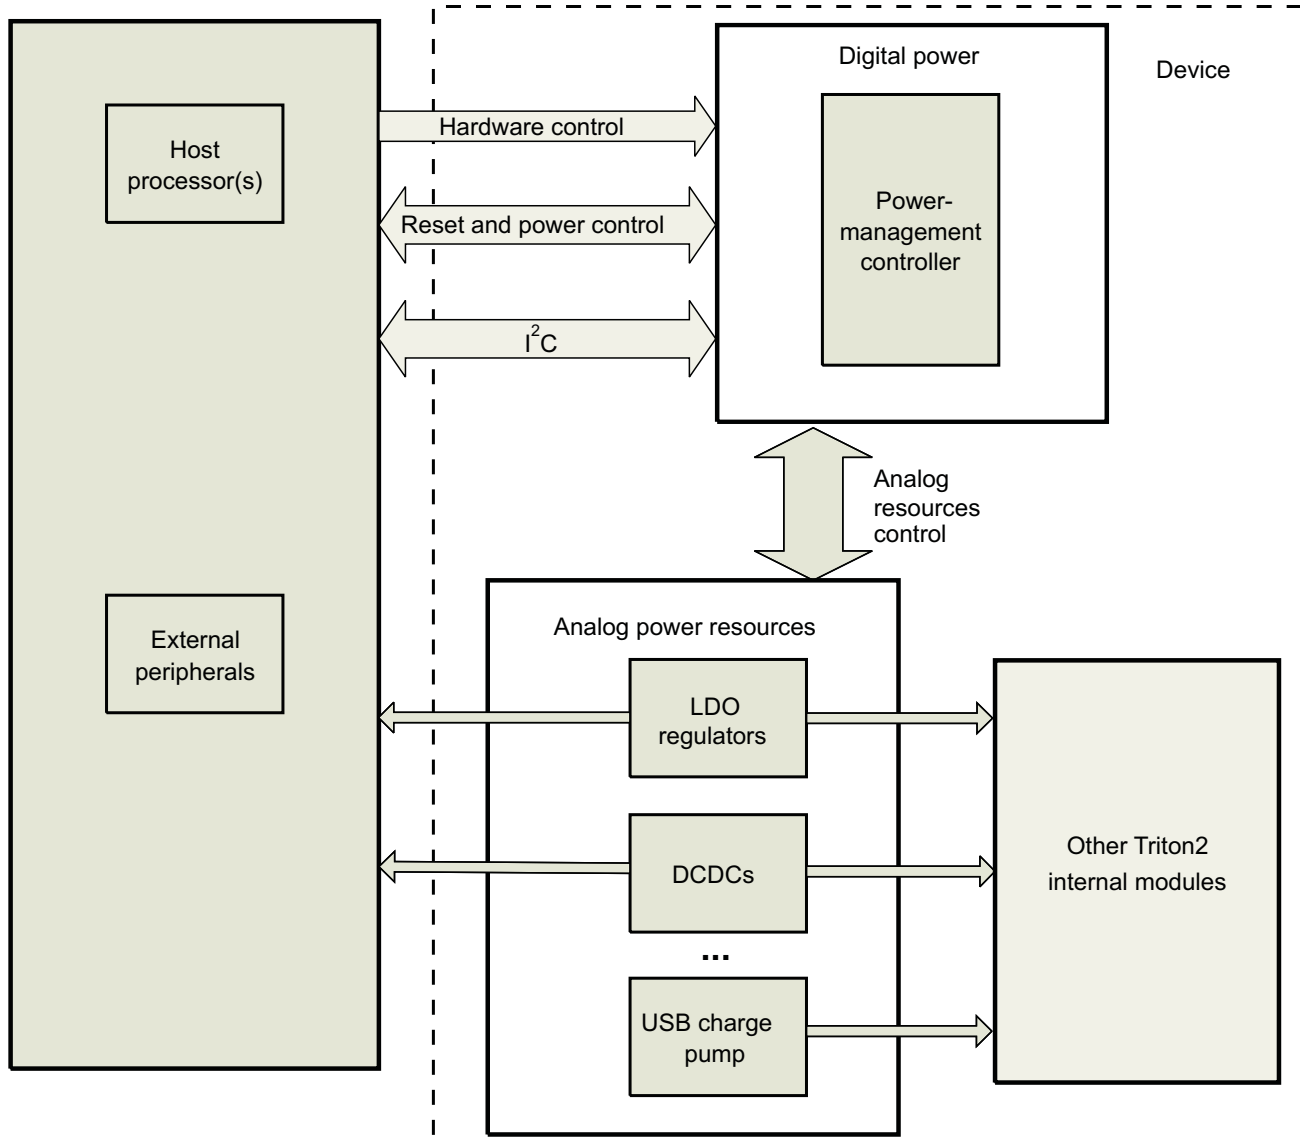 Digital power
Device
Host
processor(s)
Hardware control
Reset and power control
I²C
Power-
management
controller
Analog
resources
control
External
peripherals
Analog power resources
LDO
regulators
DCDCs
...
USB charge
pump
Other Triton2
internal modules